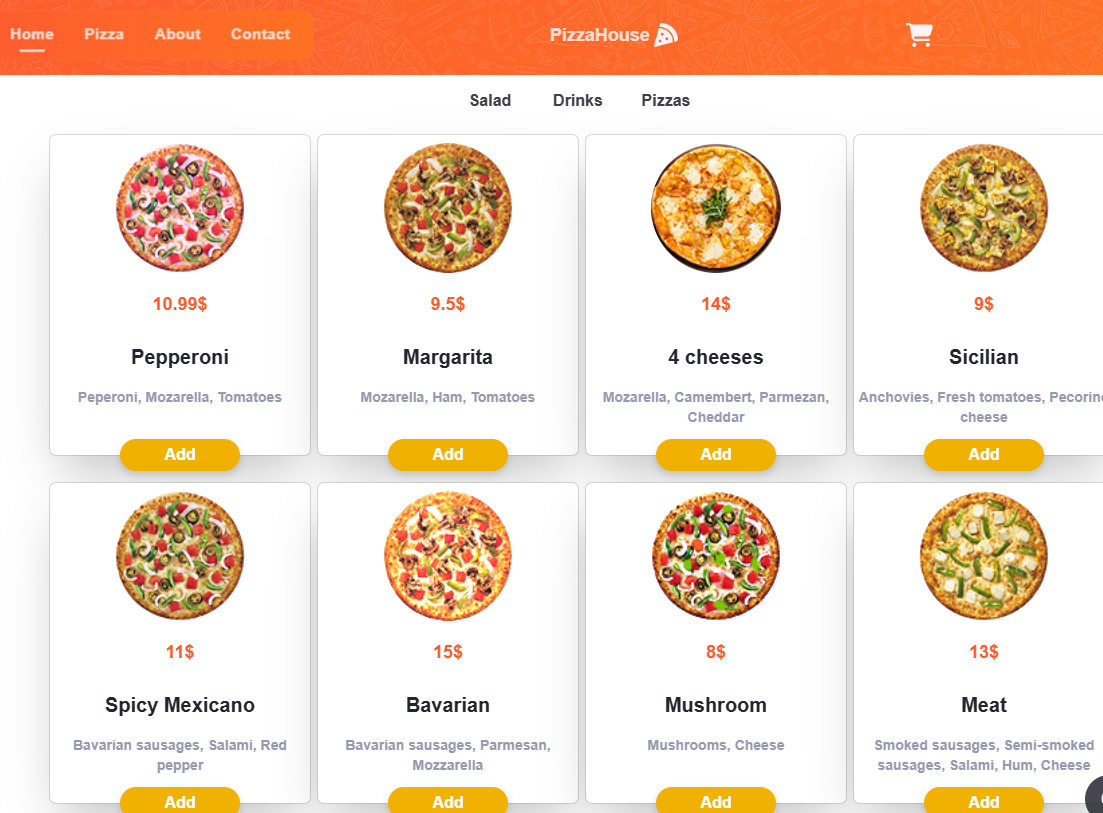 Home Pizza About Contact
PizzaHouse
Salad Drinks Pizzas
10.99$
Pepperoni
Peperoni, Mozarella, Tomatoes
Add
9.5$
Margarita
Mozarella, Ham, Tomatoes
Add
14$
4 cheeses
Mozarella, Camembert, Parmezan,
Cheddar
Add
9$
Sicilian
Anchovies, Fresh tomatoes, Pecorino
cheese
Add
11$
Spicy Mexicano
Bavarian sausages, Salami, Red
pepper
Add
15$
Bavarian
Bavarian sausages, Parmesan,
Mozzarella
Add
8$
Mushroom
Mushrooms, Cheese
Add
13$
Meat
Smoked sausages, Semi-smoked
sausages, Salami, Hum, Cheese
Add